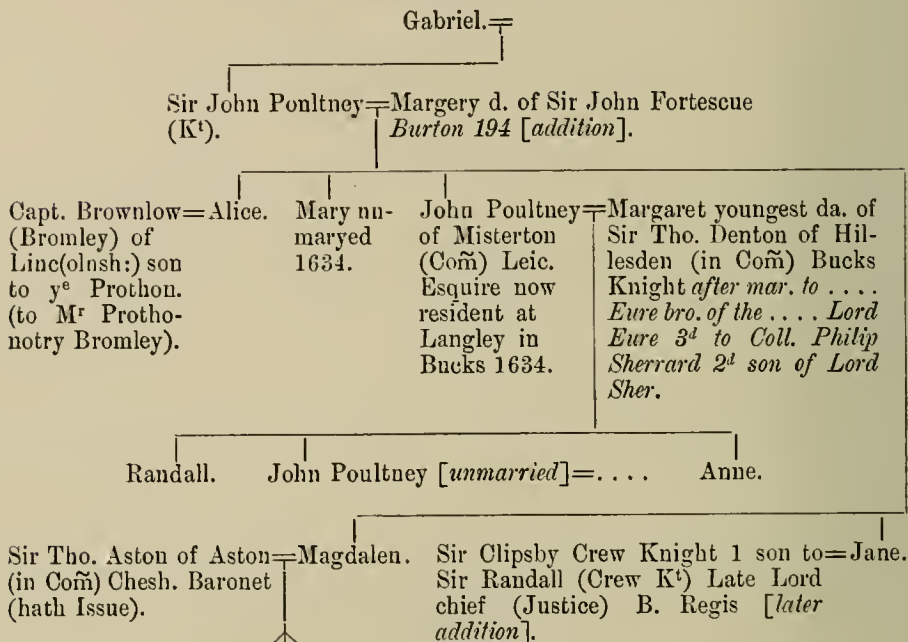 Gabriel.=
Sir John Poultney=Margery d. of Sir John Fortescue
(Kt). Burton 194 [addition].
Capt. Brownlow=Alice.
(Bromley) of
Linc(olnsh:) son
to ye Prothon.
(to Mr Protho-
notry Bromley).
Mary un-
maryed
1634.
John Poultney=Margaret youngest da. of
of Misterton
(Com̃) Leic.
Esquire now
resident at
Langley in
Bucks 1634.
Sir Tho. Denton of Hil-
lesden (in Com̃) Bucks
Knight after mar. to ....
Eure bro. of the .... Lord
Eure 3d to Coll. Philip
Sherrard 2d son of Lord
Sher.
Randall. John Poultney [unmarried]=.... Anne.
Sir Tho. Aston of Aston=Magdalen.
(in Com̃) Chesh. Baronet
(hath Issue).
Sir Clipsby Crew Knight 1 son to=Jane.
Sir Randall (Crew Kt) Late Lord
chief (Justice) B. Regis [later
addition].